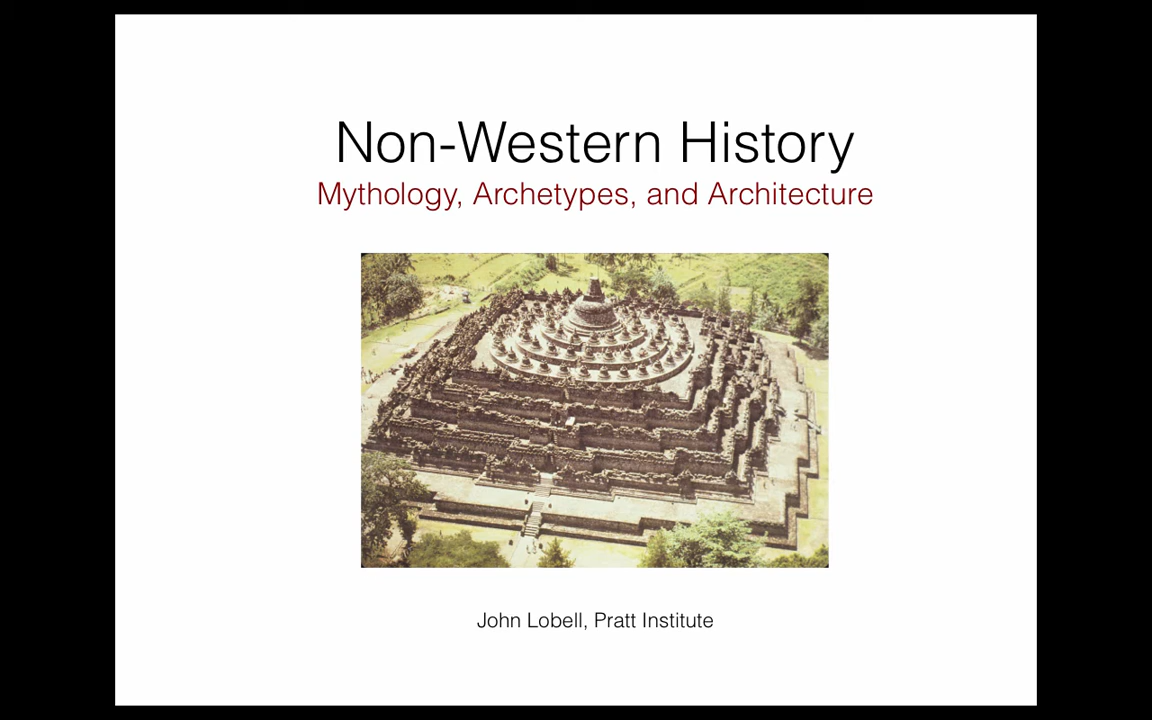 Non-Western History
Mythology, Archetypes, and Architecture
John Lobell, Pratt Institute